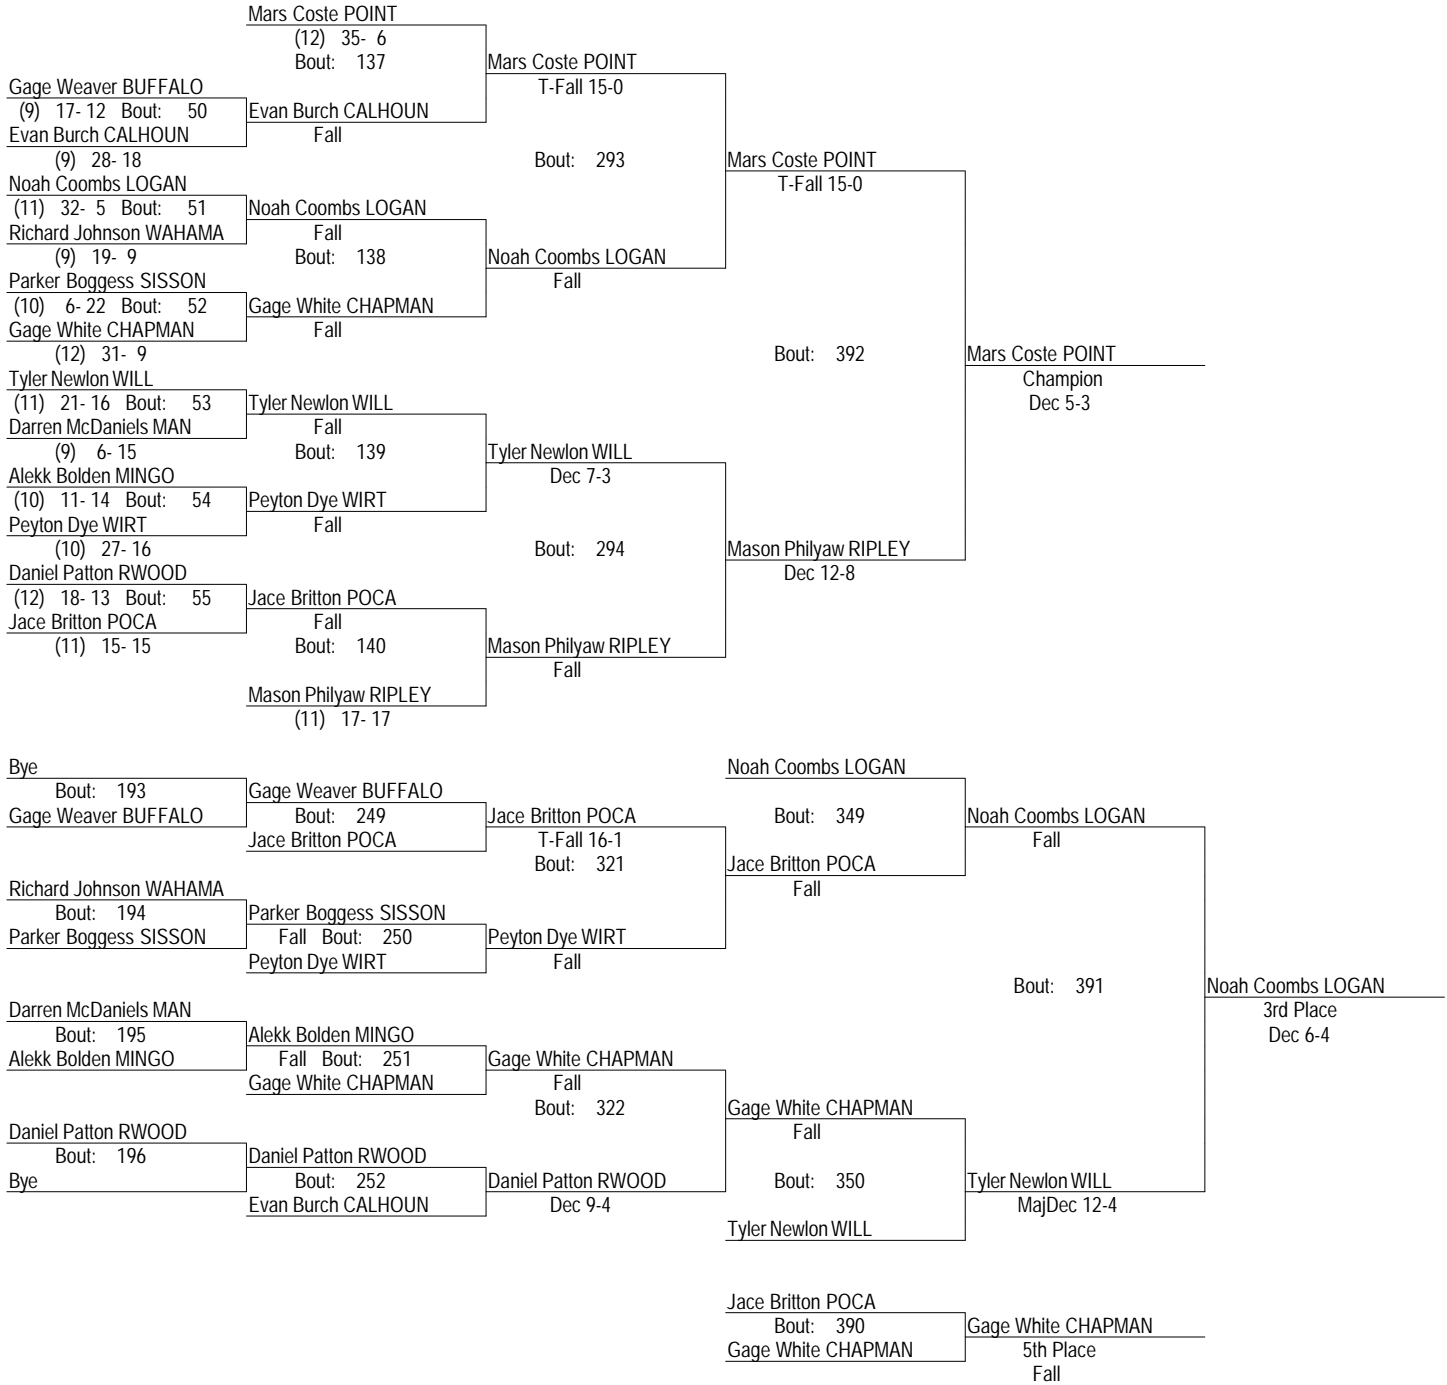 Mars Coste POINT
(12) 35- 6
Bout: 137
Mars Coste POINT
T-Fall 15-0
Gage Weaver BUFFALO
(9) 17- 12 Bout: 50
Evan Burch CALHOUN
Fall
Evan Burch CALHOUN
(9) 28- 18
Bout: 293
Mars Coste POINT
T-Fall 15-0
Noah Coombs LOGAN
(11) 32- 5 Bout: 51
Noah Coombs LOGAN
Fall
Richard Johnson WAHAMA
(9) 19- 9
Bout: 138
Noah Coombs LOGAN
Fall
Parker Boggess SISSON
(10) 6- 22 Bout: 52
Gage White CHAPMAN
Fall
Gage White CHAPMAN
(12) 31- 9
Bout: 392
Mars Coste POINT
Champion
Dec 5-3
Tyler Newlon WILL
(11) 21- 16 Bout: 53
Tyler Newlon WILL
Fall
Darren McDaniels MAN
(9) 6- 15
Bout: 139
Tyler Newlon WILL
Dec 7-3
Alekk Bolden MINGO
(10) 11- 14 Bout: 54
Peyton Dye WIRT
Fall
Peyton Dye WIRT
(10) 27- 16
Bout: 294
Mason Philyaw RIPLEY
Dec 12-8
Daniel Patton RWOOD
(12) 18- 13 Bout: 55
Jace Britton POCA
Fall
Jace Britton POCA
(11) 15- 15
Bout: 140
Mason Philyaw RIPLEY
Fall
Mason Philyaw RIPLEY
(11) 17- 17
Bye
Bout: 193
Gage Weaver BUFFALO
Gage Weaver BUFFALO
Bout: 249
Jace Britton POCA
Jace Britton POCA
T-Fall 16-1
Bout: 321
Noah Coombs LOGAN
Bout: 349
Noah Coombs LOGAN
Fall
Jace Britton POCA
Fall
Richard Johnson WAHAMA
Bout: 194
Parker Boggess SISSON
Parker Boggess SISSON
Fall Bout: 250
Peyton Dye WIRT
Peyton Dye WIRT
Fall
Bout: 391
Noah Coombs LOGAN
3rd Place
Dec 6-4
Darren McDaniels MAN
Bout: 195
Alekk Bolden MINGO
Alekk Bolden MINGO
Fall Bout: 251
Gage White CHAPMAN
Gage White CHAPMAN
Fall
Bout: 322
Gage White CHAPMAN
Fall
Daniel Patton RWOOD
Bout: 196
Bye
Daniel Patton RWOOD
Bout: 252
Evan Burch CALHOUN
Daniel Patton RWOOD
Dec 9-4
Bout: 350
Tyler Newlon WILL
MajDec 12-4
Tyler Newlon WILL
Jace Britton POCA
Bout: 390
Gage White CHAPMAN
Gage White CHAPMAN
5th Place
Fall